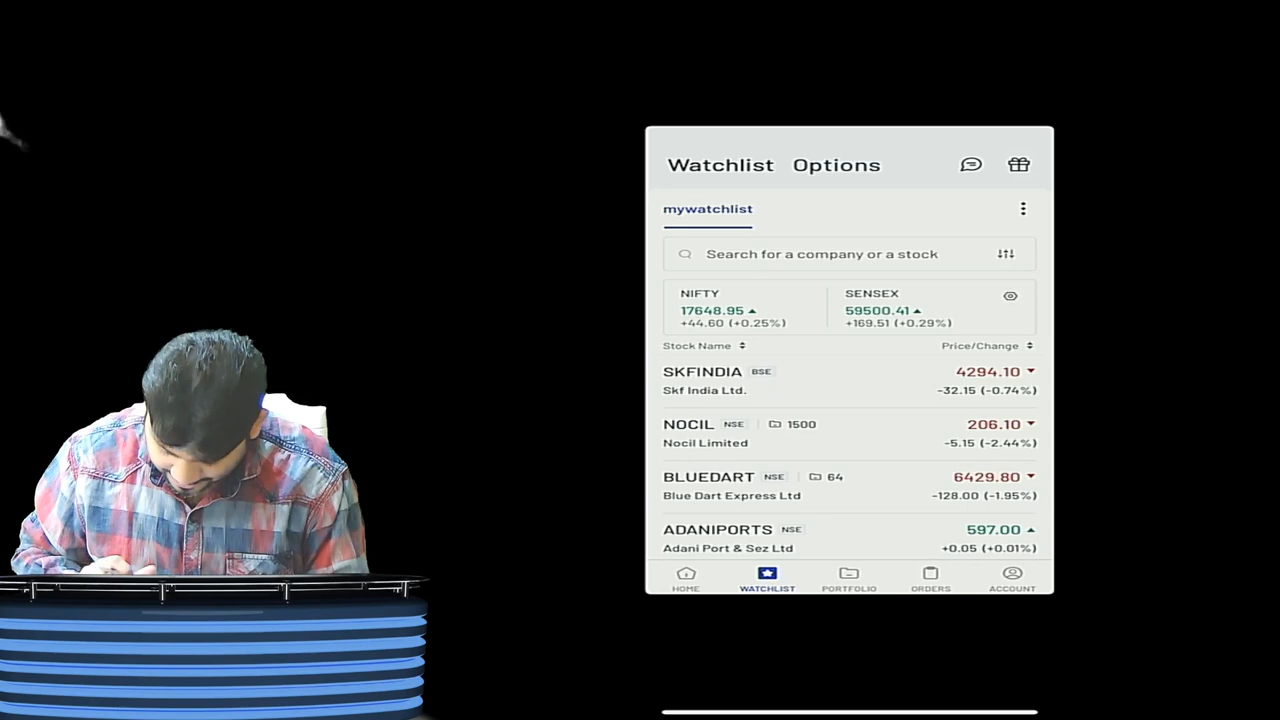 Watchlist Options
mywatchlist
Search for a company or a stock
NIFTY
17648.95
+44.60 (+0.25%)
SENSEX
59500.41
+169.51 (+0.29%)
Stock Name Price/Change
SKFINDIA BSE 4294.10
Skf India Ltd. -32.15 (-0.74%)
NOCIL NSE 1500 206.10
Nocil Limited -5.15 (-2.44%)
BLUEDART NSE 64 6429.80
Blue Dart Express Ltd -128.00 (-1.95%)
ADANIPORTS NSE 597.00
Adani Port & Sez Ltd +0.05 (+0.01%)
HOME WATCHLIST PORTFOLIO ORDERS ACCOUNT